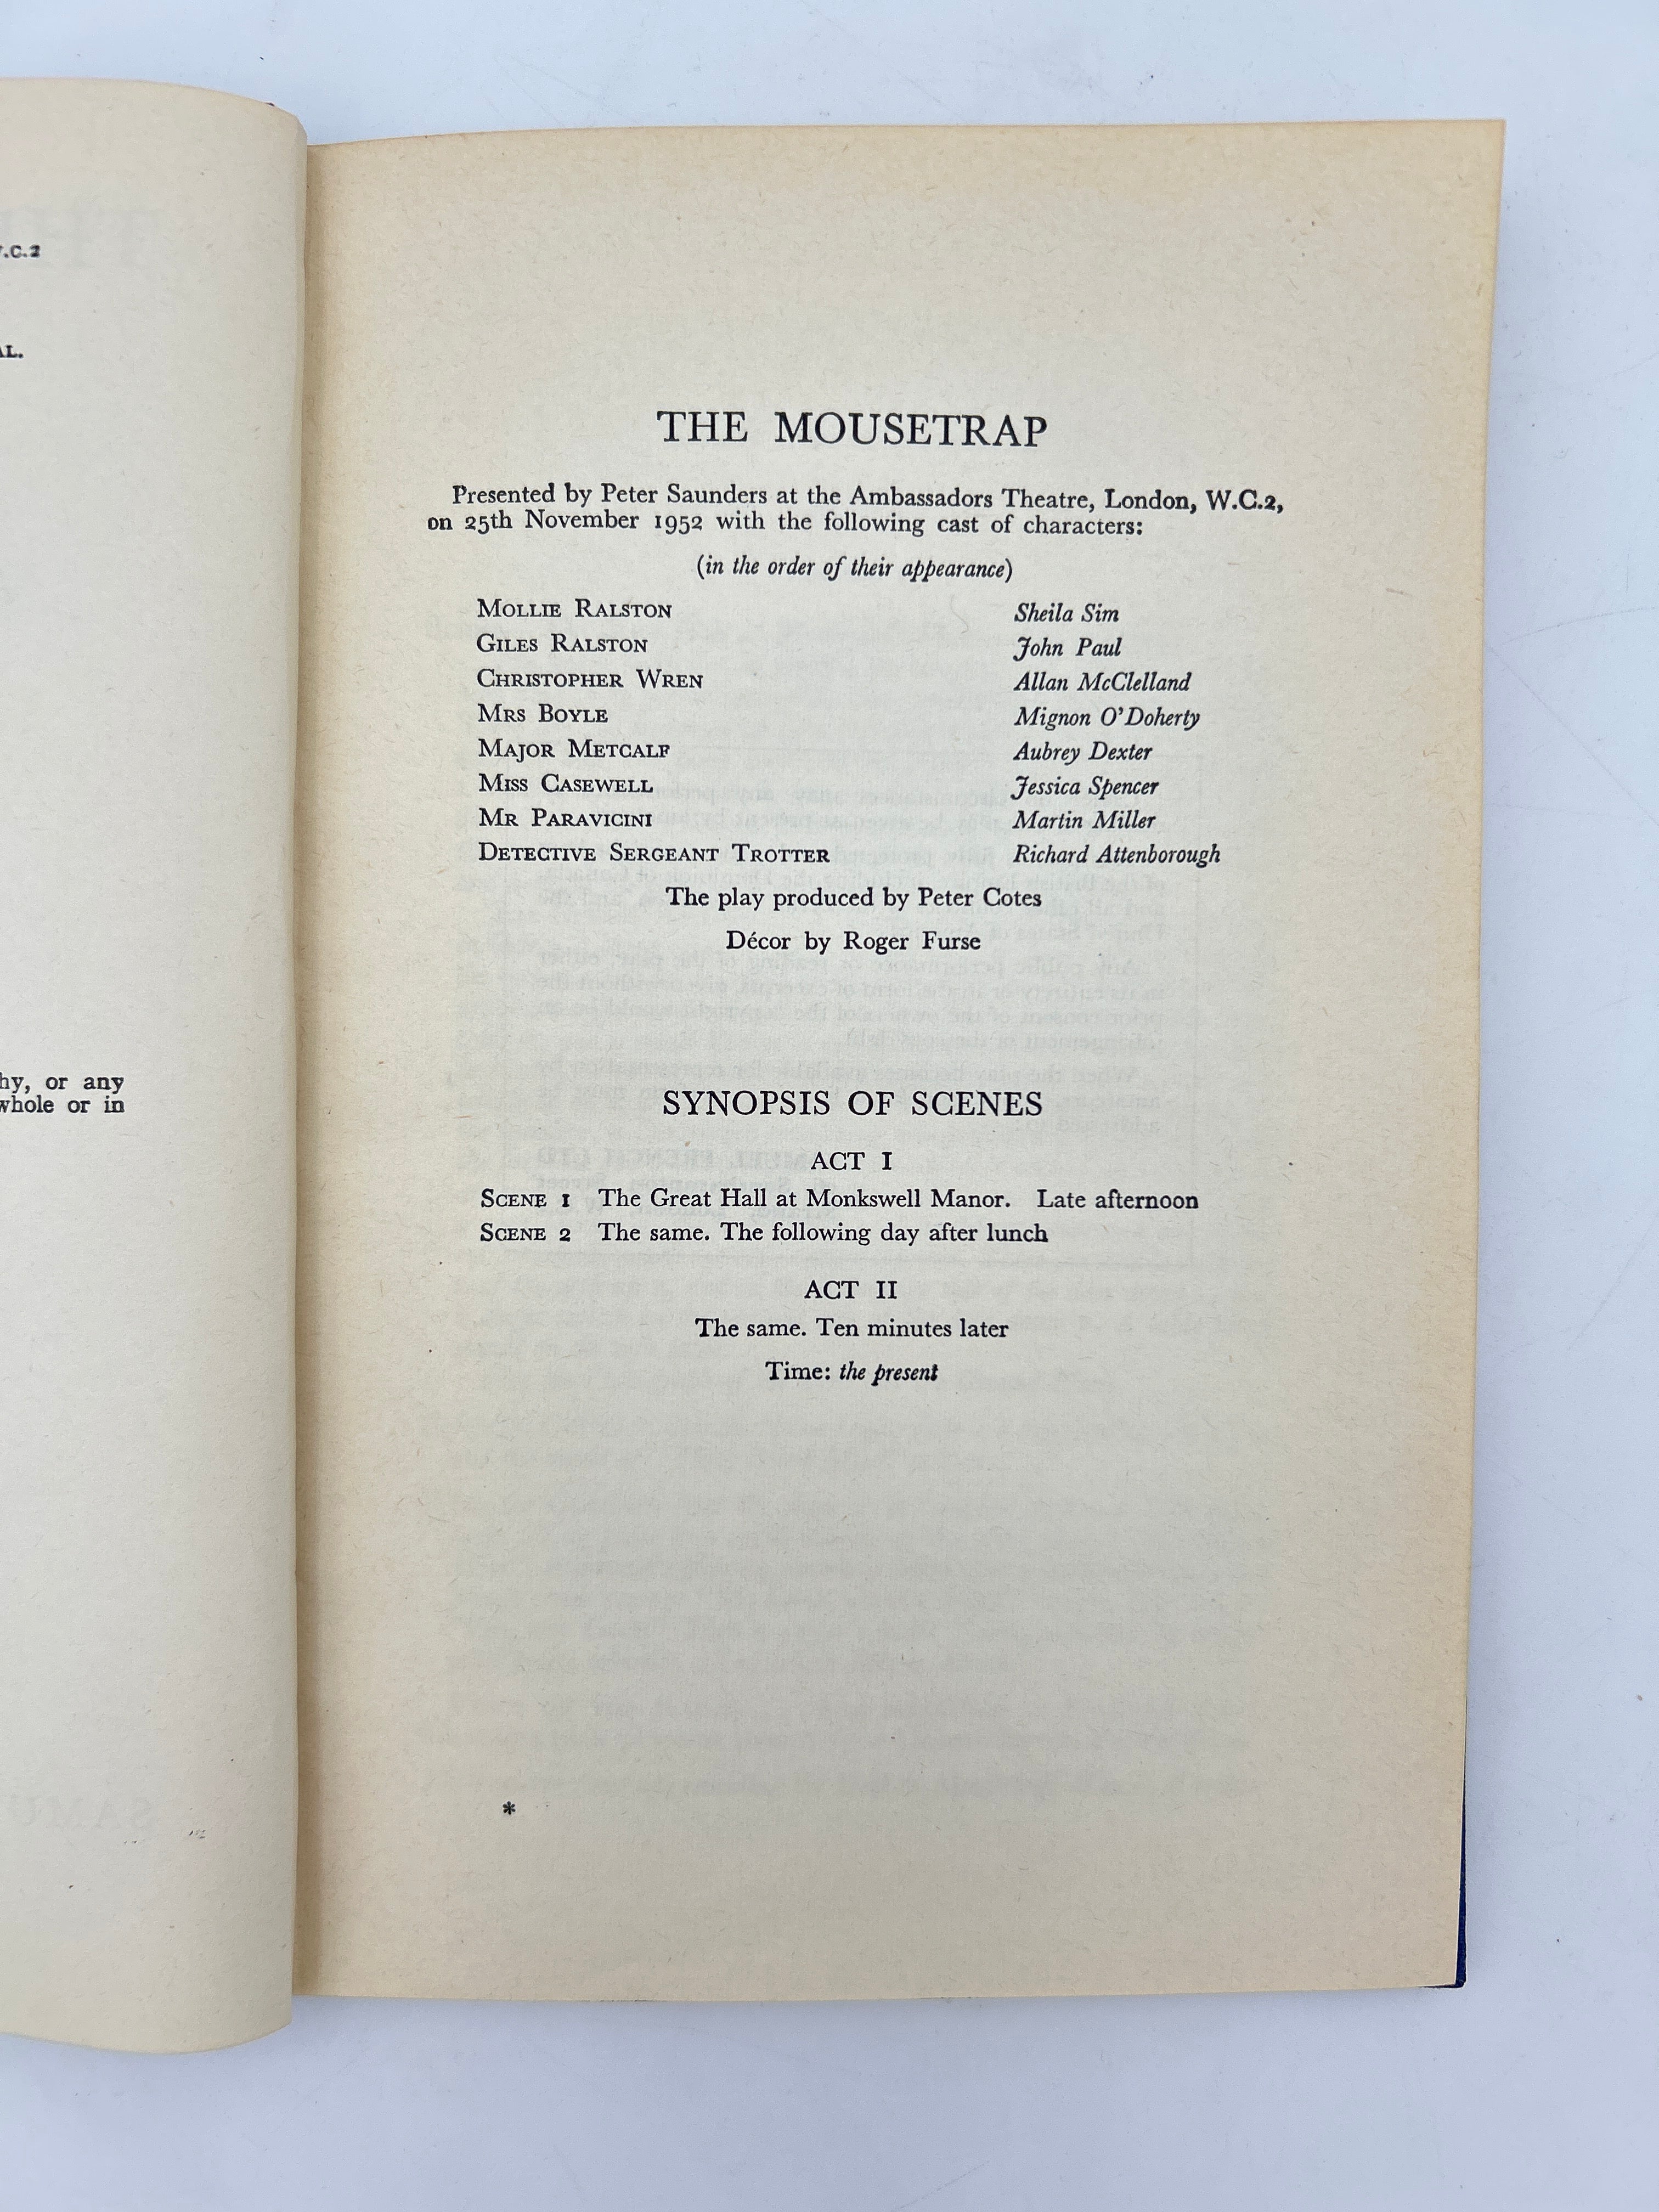 W.C.2
AL.
hy, or any
whole or in
THE MOUSETRAP
Presented by Peter Saunders at the Ambassadors Theatre, London, W.C.2,
on 25th November 1952 with the following cast of characters:
(in the order of their appearance)
MOLLIE RALSTON Sheila Sim
GILES RALSTON John Paul
CHRISTOPHER WREN Allan McClelland
MRS BOYLE Mignon O'Doherty
MAJOR METCALF Aubrey Dexter
MISS CASEWELL Jessica Spencer
MR PARAVICINI Martin Miller
DETECTIVE SERGEANT TROTTER Richard Attenborough
The play produced by Peter Cotes
Décor by Roger Furse
SYNOPSIS OF SCENES
ACT I
SCENE 1 The Great Hall at Monkswell Manor. Late afternoon
SCENE 2 The same. The following day after lunch
ACT II
The same. Ten minutes later
Time: the present
*